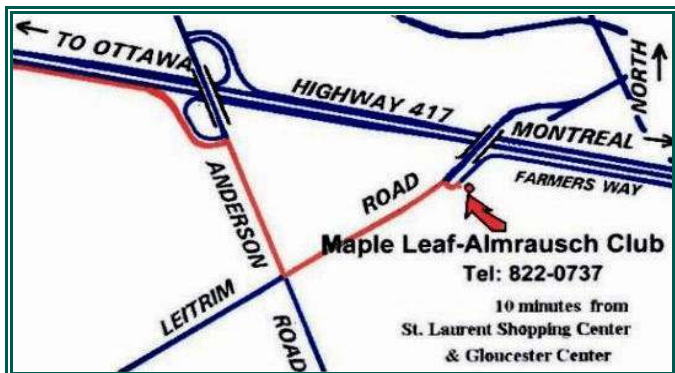 TO OTTAWA
HIGHWAY 417
NORTH
MONTREAL
FARMERS WAY
ANDERSON
ROAD
LEITRIM
ROAD
Maple Leaf-Almrausch Club
Tel: 822-0737
10 minutes from
St. Laurent Shopping Center
& Gloucester Center